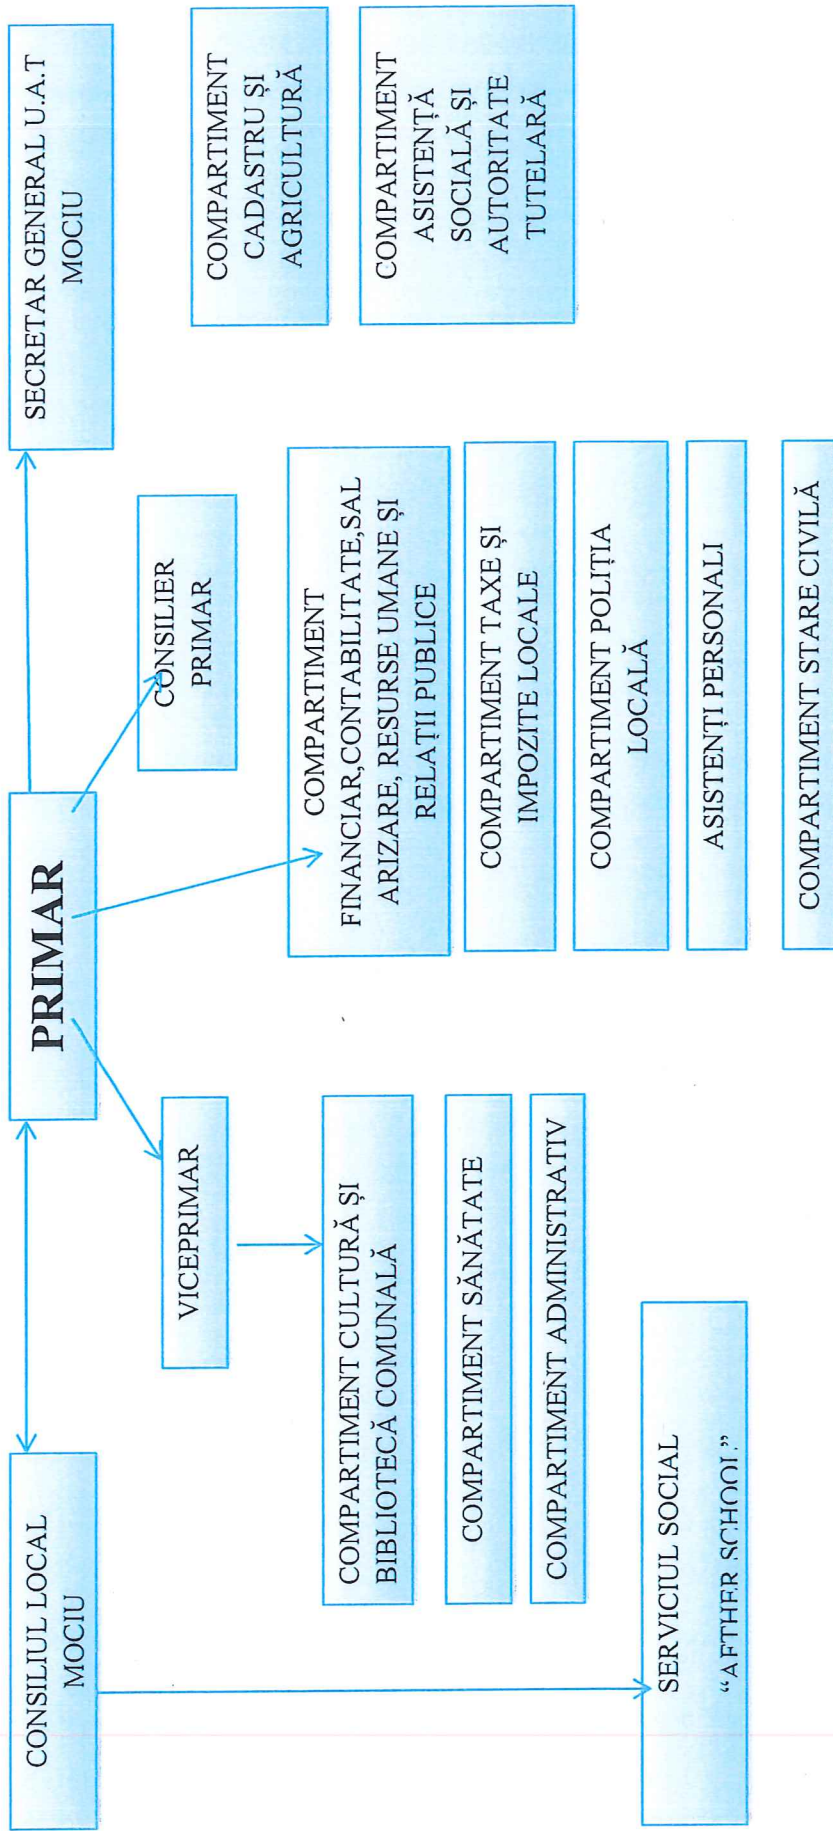 CONSILIUL LOCAL
MOCIU
PRIMAR
SECRETAR GENERAL U.A.T
MOCIU
VICEPRIMAR
CONSILIER
PRIMAR
COMPARTIMENT CULTURĂ ȘI
BIBLIOTECĂ COMUNALĂ
COMPARTIMENT SĂNĂTATE
COMPARTIMENT ADMINISTRATIV
SERVICIUL SOCIAL
“AFTHER SCHOOL”
COMPARTIMENT
FINANCIAR,CONTABILITATE,SAL
ARIZARE, RESURSE UMANE ȘI
RELAȚII PUBLICE
COMPARTIMENT TAXE ȘI
IMPOZITE LOCALE
COMPARTIMENT POLIȚIA
LOCALĂ
ASISTENȚI PERSONALI
COMPARTIMENT STARE CIVILĂ
COMPARTIMENT
CADASTRU ȘI
AGRICULTURĂ
COMPARTIMENT
ASISTENȚĂ
SOCIALĂ ȘI
AUTORITATE
TUTELARĂ